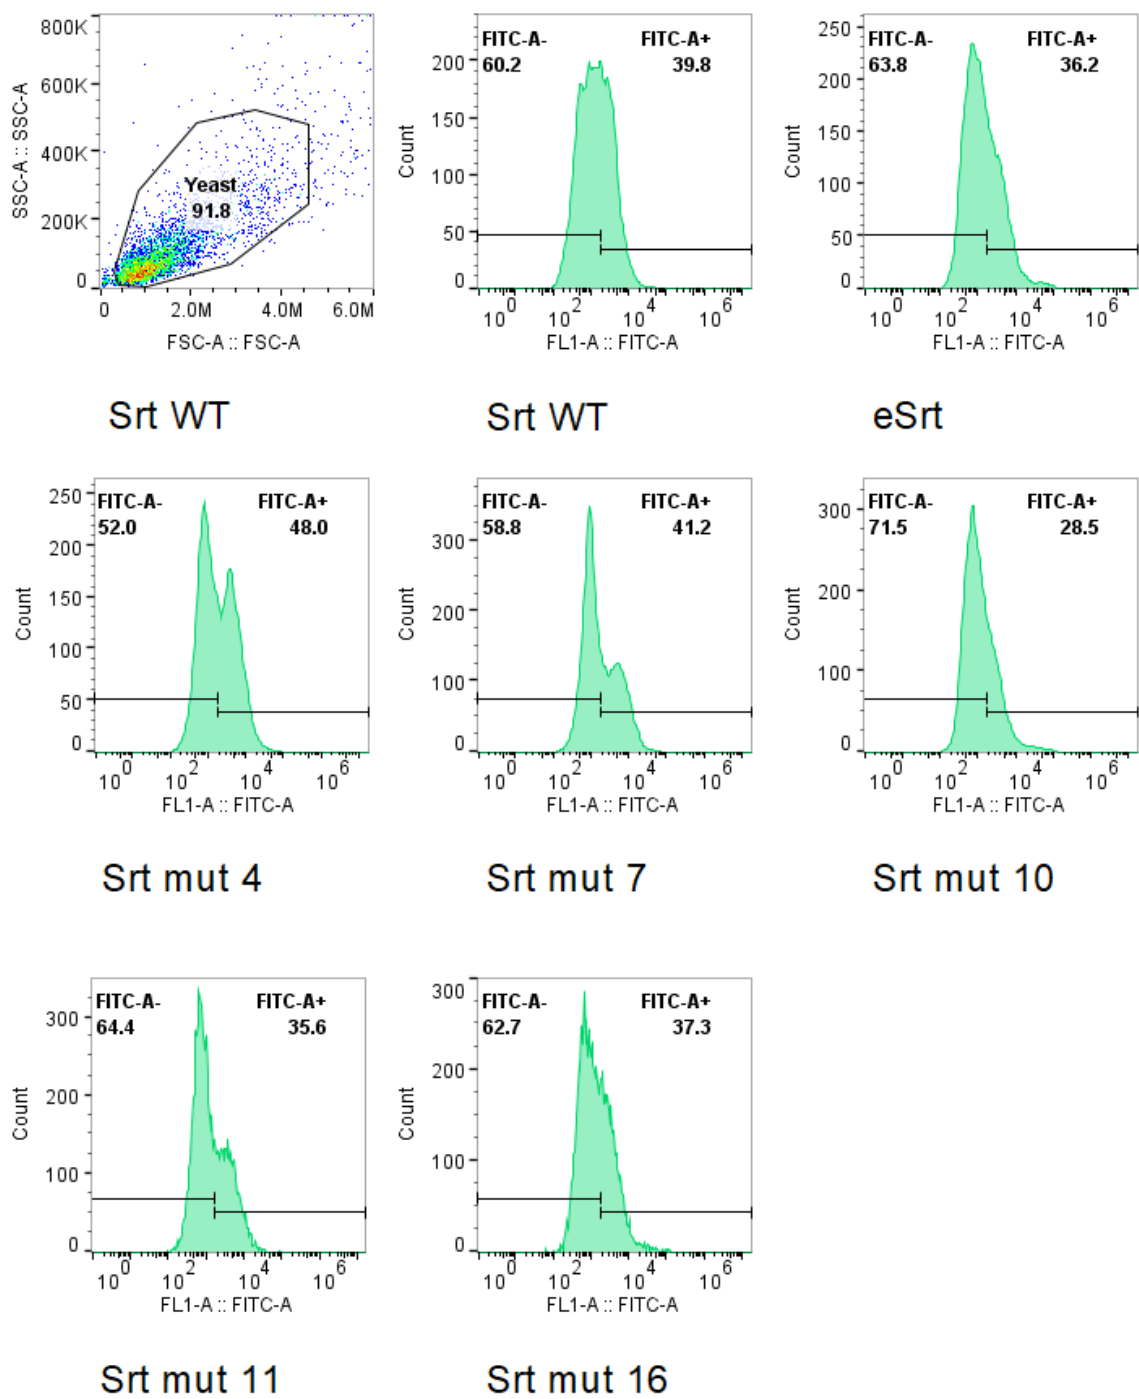 800K
600K
400K
200K
0
SSC-A :: SSC-A
Yeast
91.8
0
2.0M
4.0M
6.0M
FSC-A :: FSC-A
Srt WT
FITC-A-
60.2
FITC-A+
39.8
200
150
100
50
0
Count
10^0
10^2
10^4
10^6
FL1-A :: FITC-A
Srt WT
FITC-A-
63.8
FITC-A+
36.2
250
200
150
100
50
0
Count
10^0
10^2
10^4
10^6
FL1-A :: FITC-A
eSrt
FITC-A-
52.0
FITC-A+
48.0
250
200
150
100
50
0
Count
10^0
10^2
10^4
10^6
FL1-A :: FITC-A
Srt mut 4
FITC-A-
58.8
FITC-A+
41.2
300
200
100
0
Count
10^0
10^2
10^4
10^6
FL1-A :: FITC-A
Srt mut 7
FITC-A-
71.5
FITC-A+
28.5
300
200
100
0
Count
10^0
10^2
10^4
10^6
FL1-A :: FITC-A
Srt mut 10
FITC-A-
64.4
FITC-A+
35.6
300
200
100
0
Count
10^0
10^2
10^4
10^6
FL1-A :: FITC-A
Srt mut 11
FITC-A-
62.7
FITC-A+
37.3
300
200
100
0
Count
10^0
10^2
10^4
10^6
FL1-A :: FITC-A
Srt mut 16